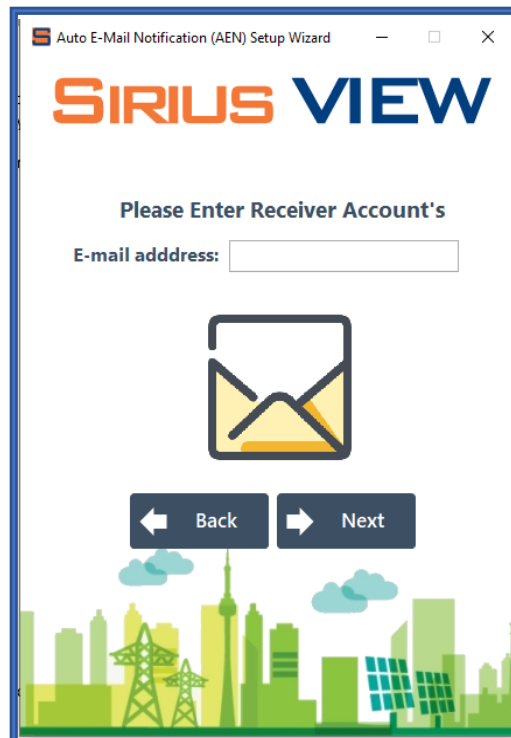 Auto E-Mail Notification (AEN) Setup Wizard
SIRIUS VIEW
Please Enter Receiver Account's
E-mail adddress:
Back
Next